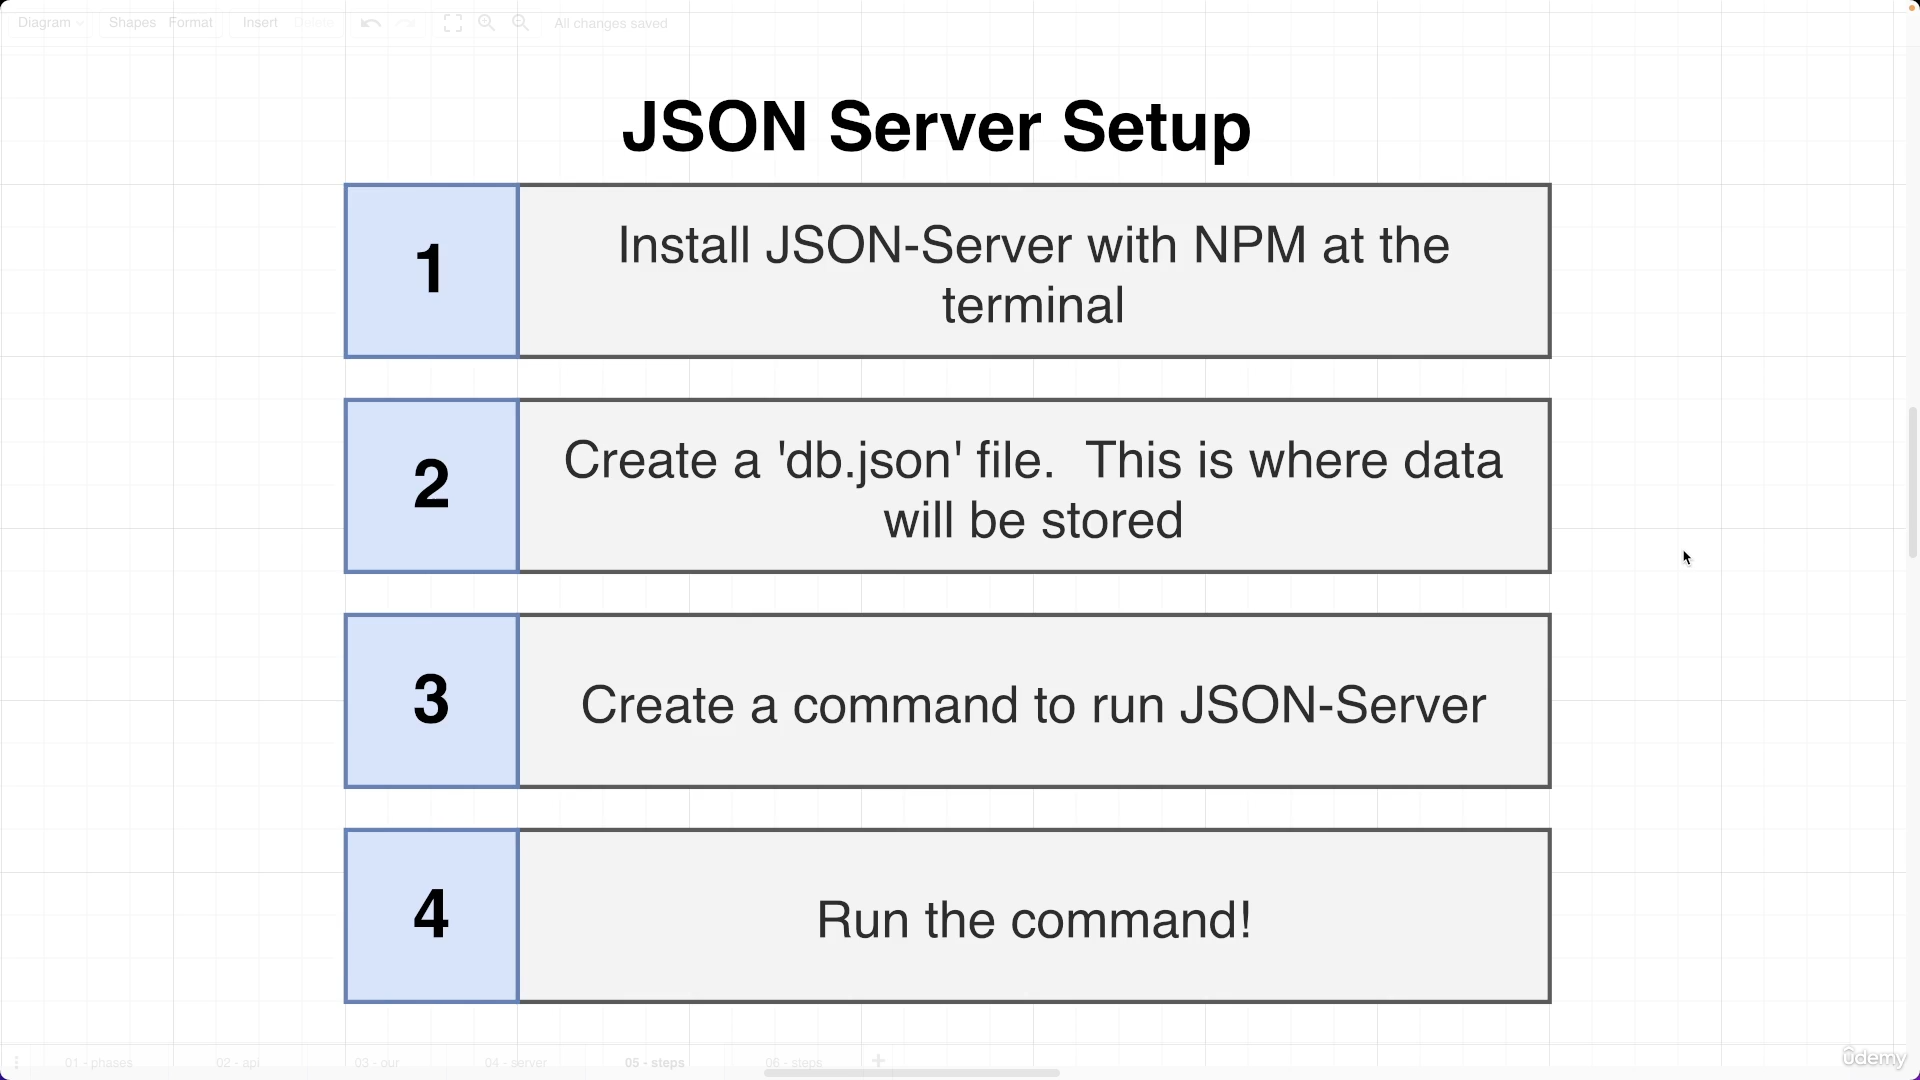 Diagram
Shapes
Format
Insert
Delete
All changes saved
JSON Server Setup
1
Install JSON-Server with NPM at the
terminal
2
Create a 'db.json' file.  This is where data
will be stored
3
Create a command to run JSON-Server
4
Run the command!
01 - phases
02 - api
03 - our
04 - server
05 - steps
06 - steps
ûdemy